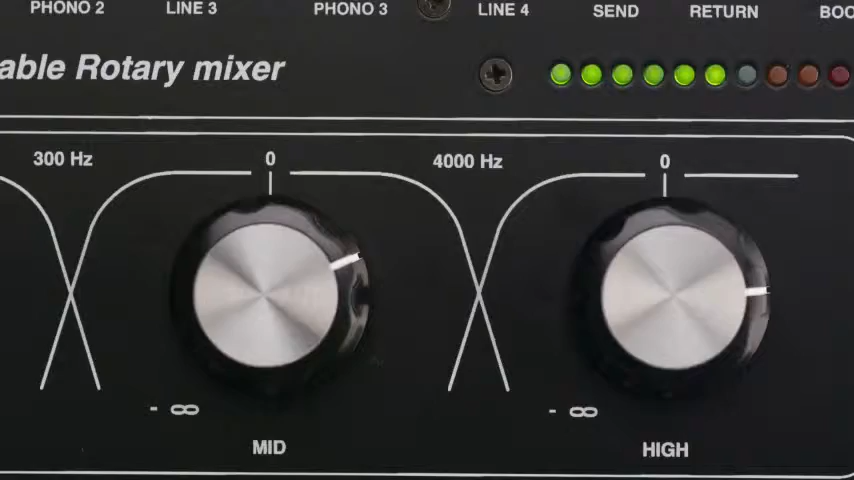 PHONO 2 LINE 3 PHONO 3 LINE 4 SEND RETURN
Rotary mixer
300 Hz 0 4000 Hz 0
- ∞ - ∞
MID HIGH